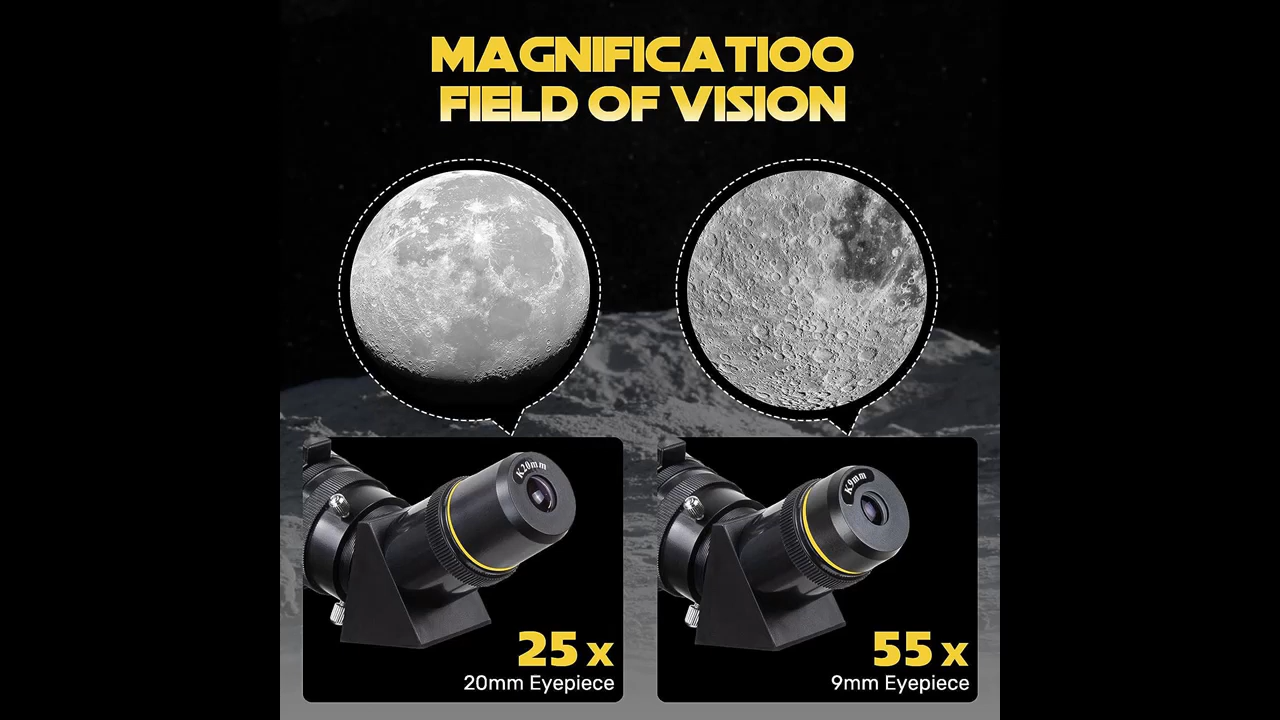 MAGNIFICATIOO
FIELD OF VISION
K20mm
K9mm
25 x
20mm Eyepiece
55 x
9mm Eyepiece